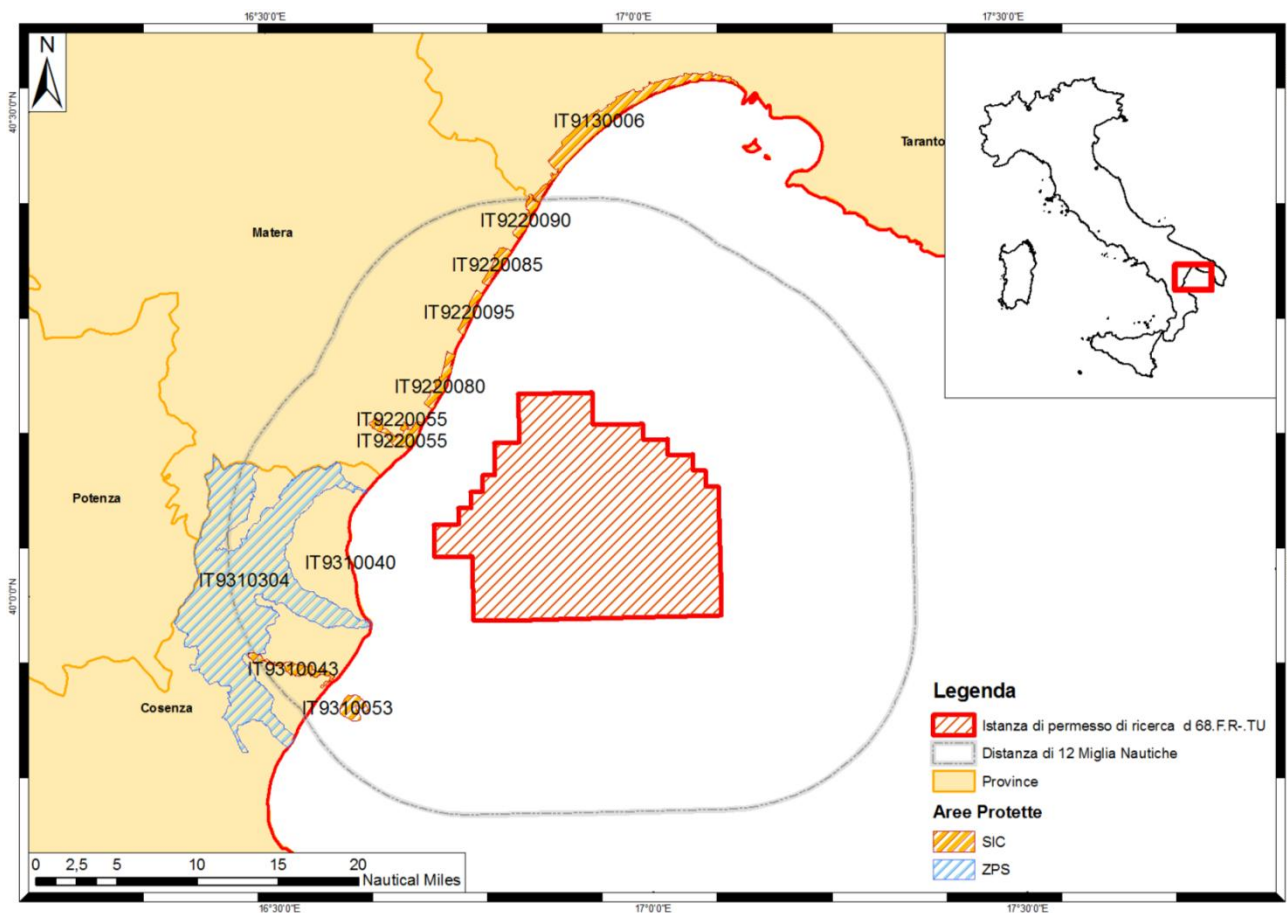 16°30'0"E
17°0'0"E
17°30'0"E
N
40°30'0"N
40°0'0"N
IT9130006
Taranto
IT9220090
Matera
IT9220085
IT9220095
IT9220080
IT9220055
IT9220055
Potenza
IT9310040
IT9310304
IT9310043
IT9310053
Cosenza
Legenda
Istanza di permesso di ricerca d 68.F.R-.TU
Distanza di 12 Miglia Nautiche
Province
Aree Protette
SIC
ZPS
0 2,5 5 10 15 20
Nautical Miles
16°30'0"E
17°0'0"E
17°30'0"E